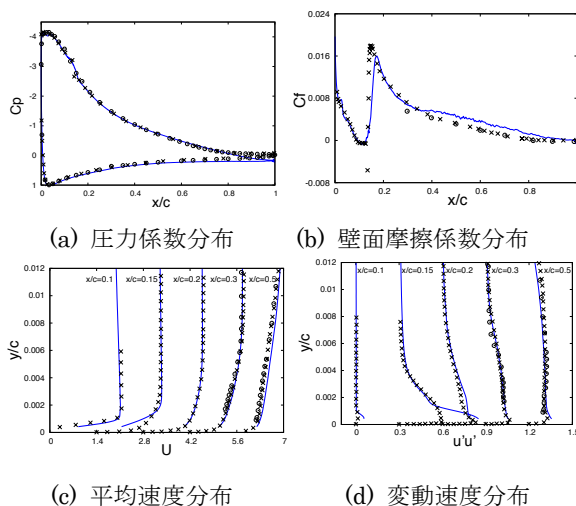 -4
-3
-2
-1
0
1
Cp
0 0.2 0.4 0.6 0.8 1
x/c
(a) 圧力係数分布
0.024
0.016
0.008
0
-0.008
Cf
0 0.2 0.4 0.6 0.8 1
x/c
(b) 壁面摩擦係数分布
x/c=0.1 x/c=0.15 x/c=0.2 x/c=0.3 x/c=0.5
0.012
0.01
0.008
0.006
0.004
0.002
0
y/c
0 1.4 2.8 4.2 5.6 7
U
(c) 平均速度分布
x/c=0.1 x/c=0.15 x/c=0.2 x/c=0.3 x/c=0.5
0.012
0.01
0.008
0.006
0.004
0.002
0
y/c
0 0.3 0.6 0.9 1.2 1.5
u'u'
(d) 変動速度分布